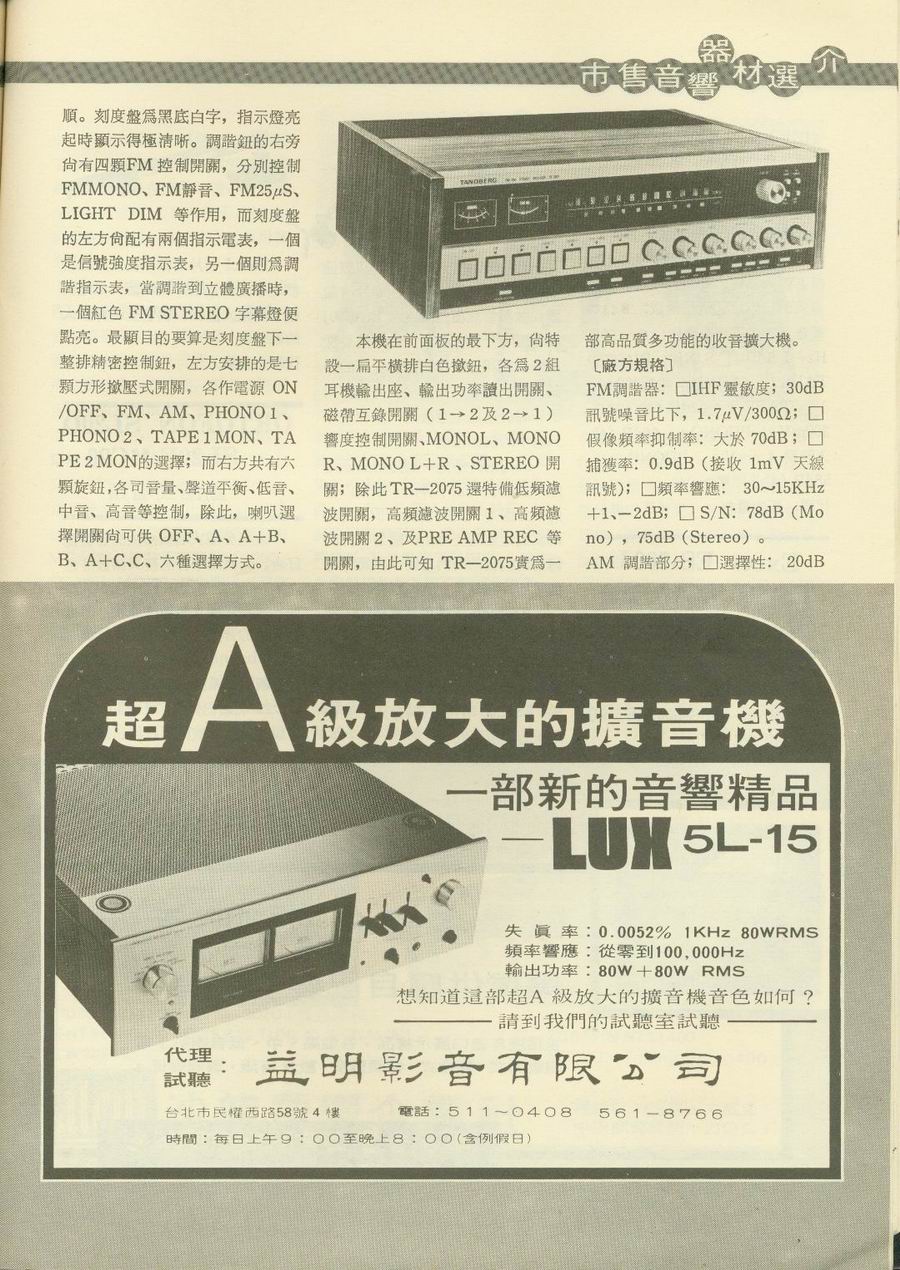 市售音響器材選介
順。刻度盤爲黑底白字，指示燈亮
起時顯示得極清晰。調諧鈕的右旁
尙有四顆FM 控制開關，分別控制
FMMONO、FM靜音、FM25μS、
LIGHT DIM 等作用，而刻度盤
的左方尙配有兩個指示電表，一個
是信號強度指示表，另一個則爲調
諧指示表，當調諧到立體廣播時，
一個紅色 FM STEREO 字幕燈便
點亮。最顯目的要算是刻度盤下一
整排精密控制鈕，左方安排的是七
顆方形撳壓式開關，各作電源 ON
/OFF、FM、AM、PHONO 1 、
PHONO 2 、TAPE 1 MON、TA
PE 2 MON的選擇；而右方共有六
顆旋鈕，各司音量、聲道平衡、低音、
中音、高音等控制，除此，喇叭選
擇開關尙可供 OFF、A、A+B、
B、A+C、C、六種選擇方式。
TANDBERG
本機在前面板的最下方，尙特
設一扁平橫排白色撳鈕，各爲 2 組
耳機輸出座、輸出功率讀出開關、
磁帶互錄開關（1→2 及 2→1）
響度控制開關、MONOL、MONO
R、MONO L+R 、STEREO 開
關；除此 TR—2075 還特備低頻濾
波開關，高頻濾波開關 1 、高頻濾
波開關 2 、及PRE AMP REC 等
開關，由此可知 TR—2075實爲一
部高品質多功能的收音擴大機。
〔廠方規格〕
FM調諧器：□IHF靈敏度；30dB
訊號噪音比下，1.7μV/300Ω；□
假像頻率抑制率：大於 70dB；□
捕獲率：0.9dB（接收 1mV 天線
訊號）；□頻率響應： 30～15KHz
+1、—2dB；□ S/N：78dB（Mo
no），75dB（Stereo）。
AM 調諧部分；□選擇性： 20dB
超A級放大的擴音機
一部新的音響精品
—LUX 5L-15
失眞率：0.0052% 1KHz 80WRMS
頻率響應：從零到100,000Hz
輸出功率：80W＋80W RMS
想知道這部超A 級放大的擴音機音色如何？
請到我們的試聽室試聽
代理
試聽：益明影音有限公司
台北市民權西路58號 4 樓 電話：511～0408 561－8766
時間：每日上午9：00至晚上8：00(含例假日)